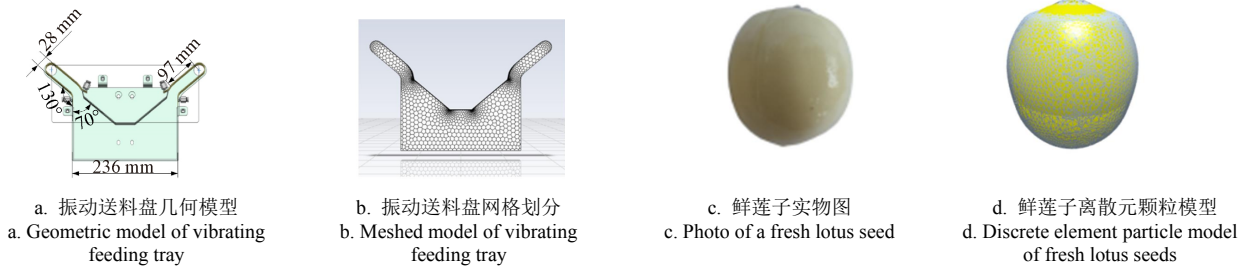 28 mm
97 mm
130°
70°
236 mm
a. 振动送料盘几何模型
a. Geometric model of vibrating
feeding tray
b. 振动送料盘网格划分
b. Meshed model of vibrating
feeding tray
c. 鲜莲子实物图
c. Photo of a fresh lotus seed
d. 鲜莲子离散元颗粒模型
d. Discrete element particle model
of fresh lotus seeds